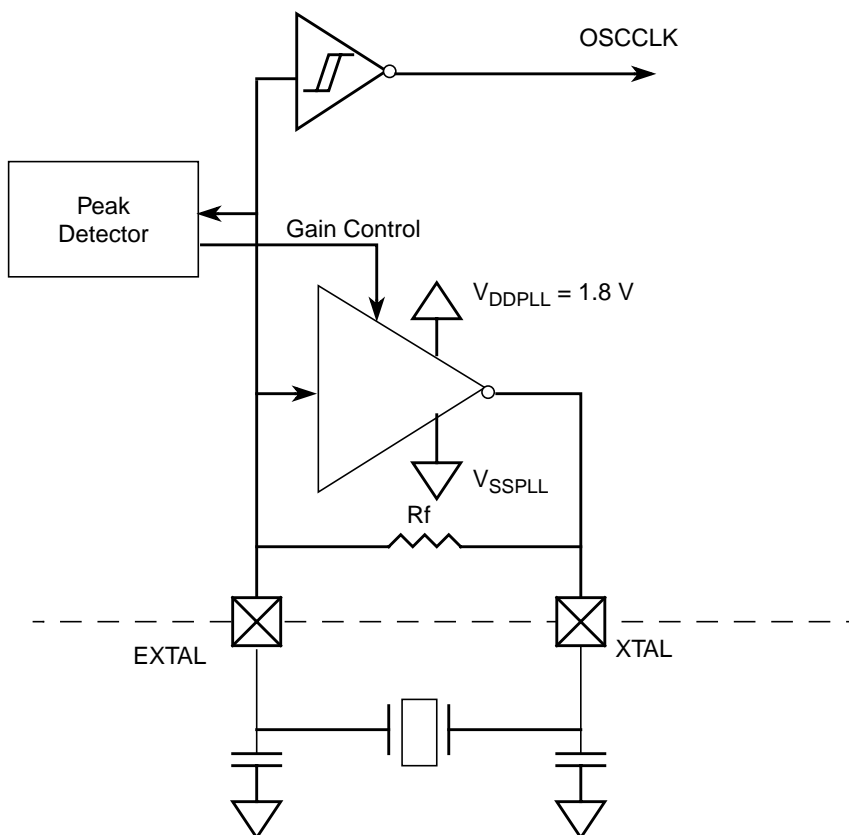 OSCCLK
Peak
Detector
Gain Control
VDDPLL = 1.8 V
VSSPLL
Rf
EXTAL
XTAL